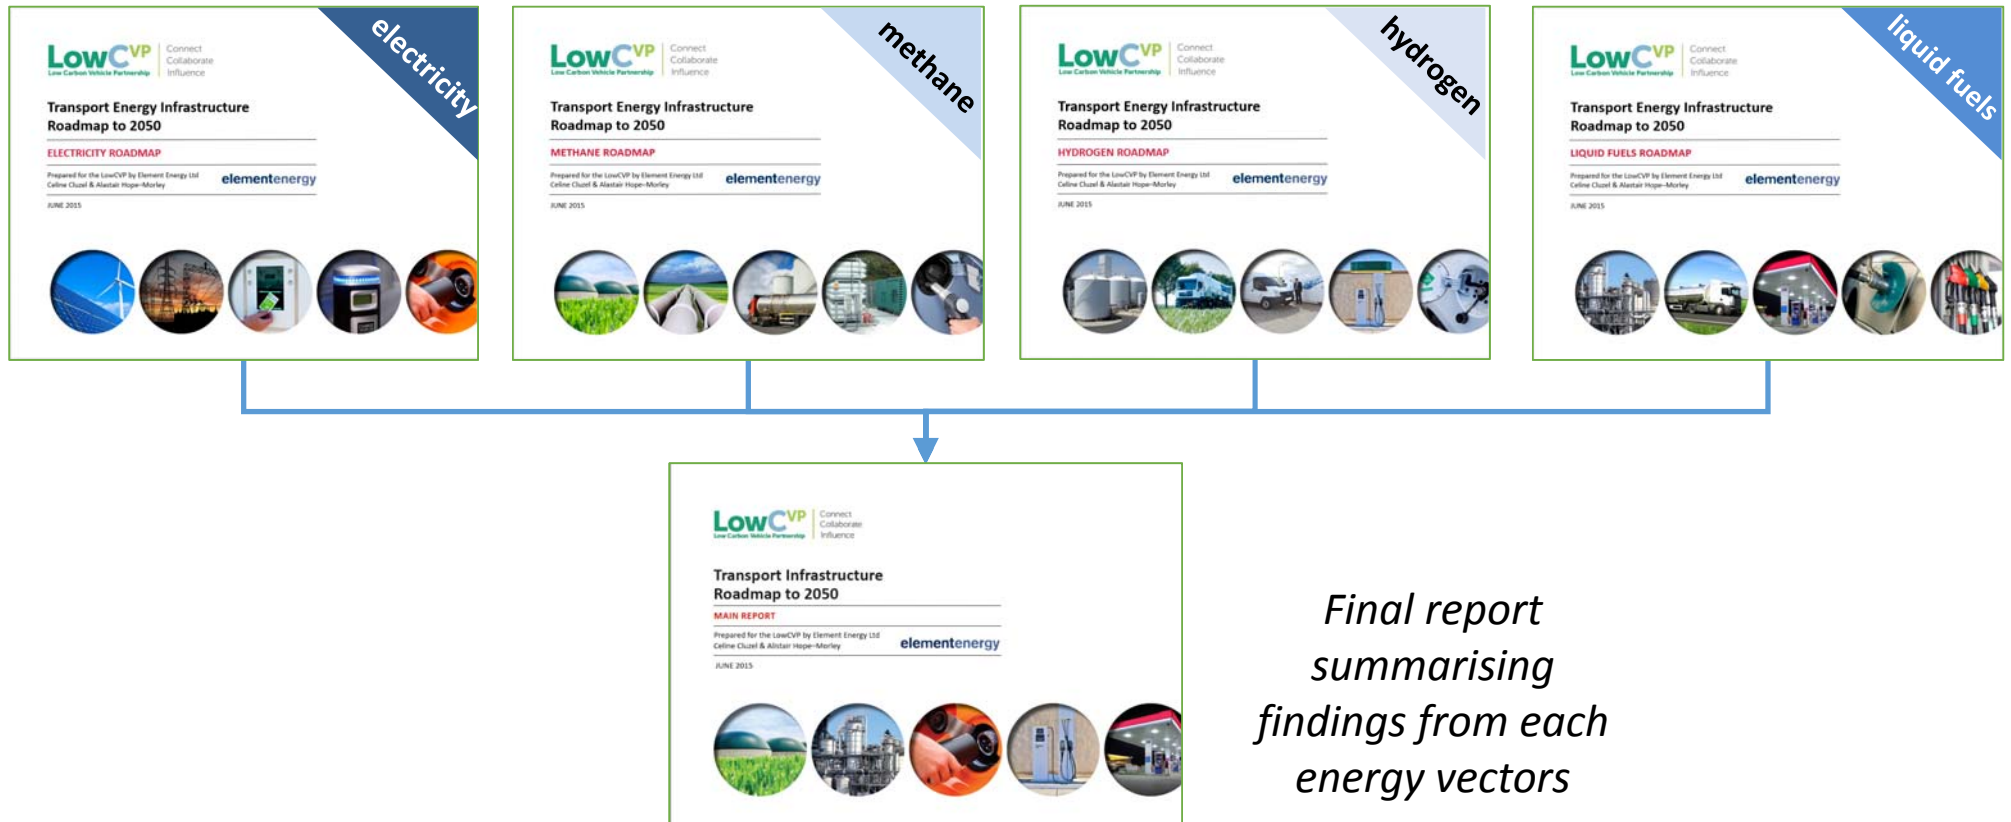 LowCVP
Low Carbon Vehicle Partnership
Connect
Collaborate
Influence
electricity
Transport Energy Infrastructure
Roadmap to 2050
ELECTRICITY ROADMAP
Prepared for the LowCVP by Element Energy Ltd
Celine Cluzel & Alastair Hope-Morley
elementenergy
JUNE 2015
LowCVP
Low Carbon Vehicle Partnership
Connect
Collaborate
Influence
methane
Transport Energy Infrastructure
Roadmap to 2050
METHANE ROADMAP
Prepared for the LowCVP by Element Energy Ltd
Celine Cluzel & Alastair Hope-Morley
elementenergy
JUNE 2015
LowCVP
Low Carbon Vehicle Partnership
Connect
Collaborate
Influence
hydrogen
Transport Energy Infrastructure
Roadmap to 2050
HYDROGEN ROADMAP
Prepared for the LowCVP by Element Energy Ltd
Celine Cluzel & Alastair Hope-Morley
elementenergy
JUNE 2015
LowCVP
Low Carbon Vehicle Partnership
Connect
Collaborate
Influence
liquid fuels
Transport Energy Infrastructure
Roadmap to 2050
LIQUID FUELS ROADMAP
Prepared for the LowCVP by Element Energy Ltd
Celine Cluzel & Alastair Hope-Morley
elementenergy
JUNE 2015
LowCVP
Low Carbon Vehicle Partnership
Connect
Collaborate
Influence
Transport Infrastructure
Roadmap to 2050
MAIN REPORT
Prepared for the LowCVP by Element Energy Ltd
Celine Cluzel & Alistair Hope-Morley
elementenergy
JUNE 2015
Final report
summarising
findings from each
energy vectors